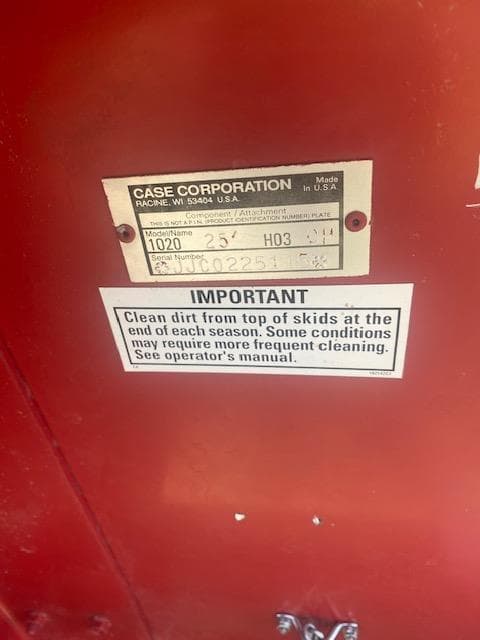 CASE CORPORATION
Made
in U.S.A.
RACINE, WI 53404 U.S.A.
Component / Attachment
THIS IS NOT A P.I.N. (PRODUCT IDENTIFICATION NUMBER) PLATE
Model/Name
1020 25' H03
Serial Number
IMPORTANT
Clean dirt from top of skids at the
end of each season. Some conditions
may require more frequent cleaning.
See operator's manual.